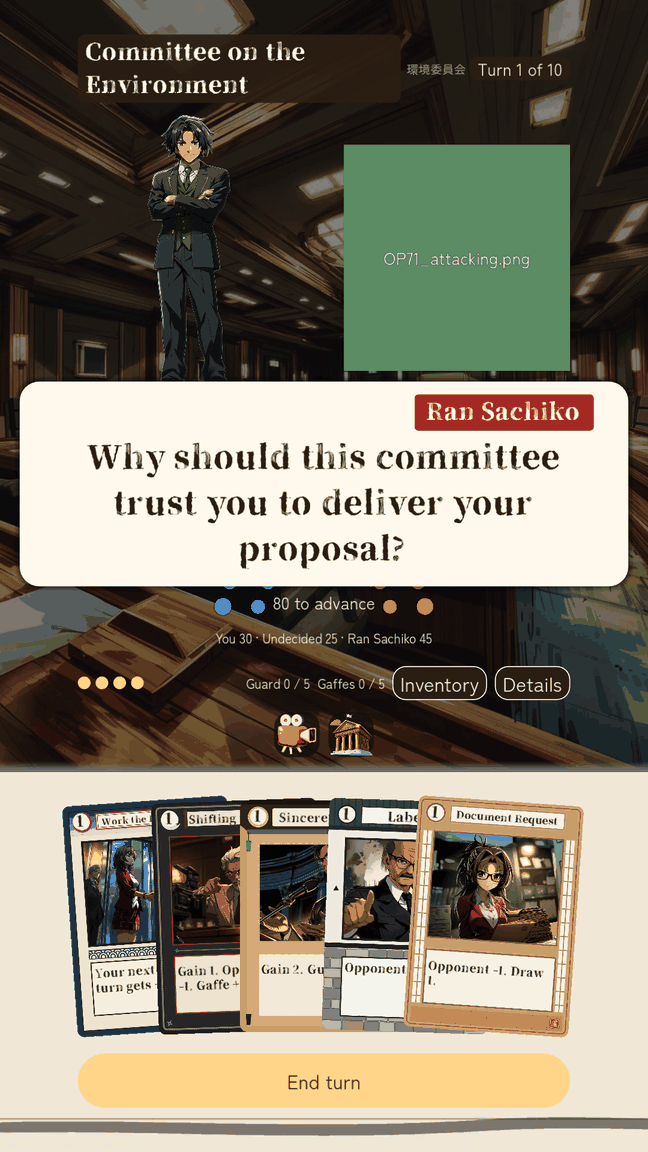 Committee on the
Environment
環境委員会
Turn 1 of 10
OP71_attacking.png
Ran Sachiko
Why should this committee
trust you to deliver your
proposal?
80 to advance
You 30 · Undecided 25 · Ran Sachiko 45
Guard 0 / 5 Gaffes 0 / 5
Inventory
Details
1 Work the
Your next
turn gets
1 Shifting
Gain 1. Op
-1. Gaffe +
1 Sincere
Gain 2. Gu
1 Labe
Opponent
1 Document Request
Opponent -1. Draw
1.
End turn